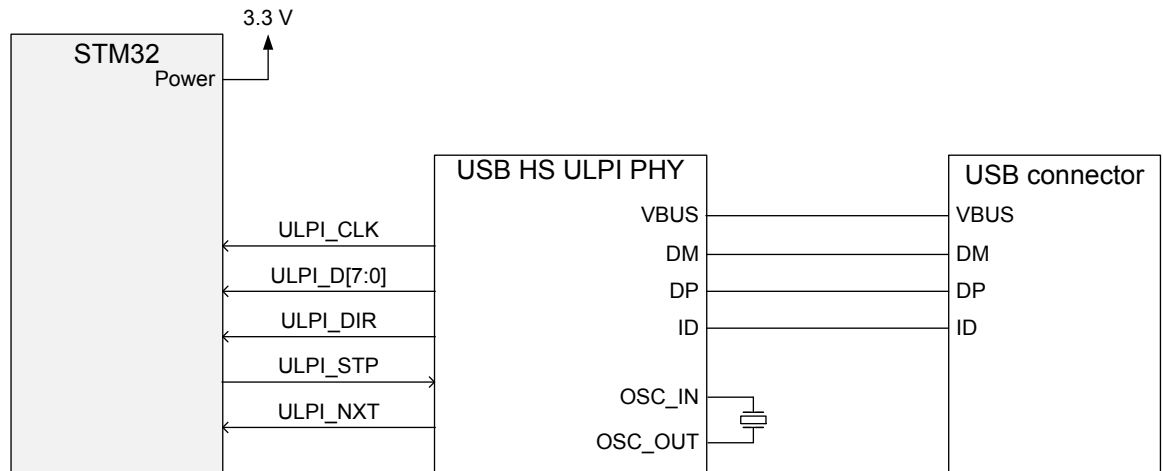 3.3 V
STM32
Power
USB HS ULPI PHY
USB connector
VBUS
VBUS
ULPI_CLK
DM
DM
ULPI_D[7:0]
DP
DP
ULPI_DIR
ID
ID
ULPI_STP
OSC_IN
ULPI_NXT
OSC_OUT